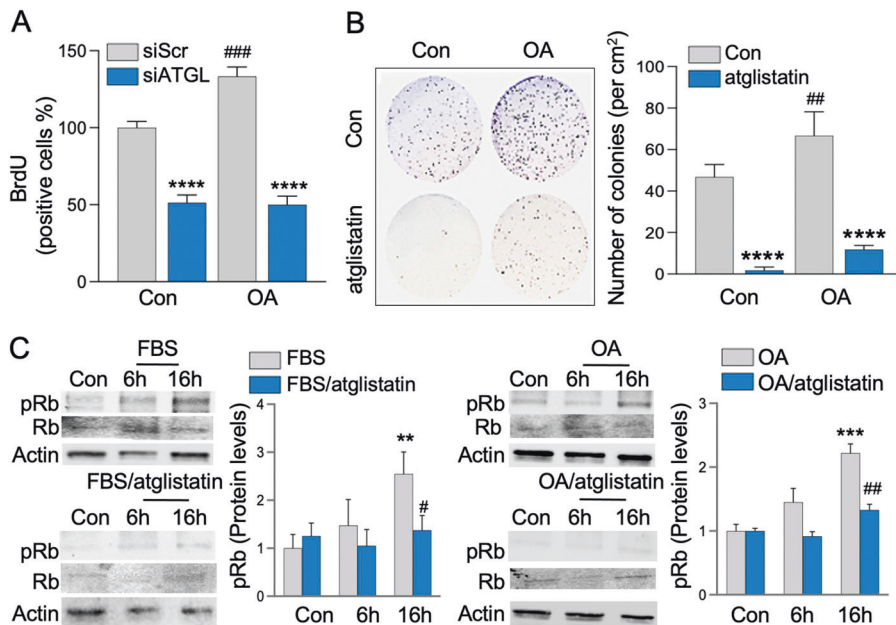 A
siScr
siATGL
###
****
****
BrdU
(positive cells %)
150
100
50
0
Con
OA
B
Con
OA
Con
atglistatin
Number of colonies (per cm²)
Con
atglistatin
##
****
****
100
80
60
40
20
0
Con
OA
C
FBS
Con 6h 16h
pRb
Rb
Actin
FBS/atglistatin
Con 6h 16h
pRb
Rb
Actin
FBS
FBS/atglistatin
pRb (Protein levels)
4
3
2
1
0
**
#
Con 6h 16h
OA
Con 6h 16h
pRb
Rb
Actin
OA/atglistatin
Con 6h 16h
pRb
Rb
Actin
OA
OA/atglistatin
pRb (Protein levels)
3
2
1
0
***
##
Con 6h 16h